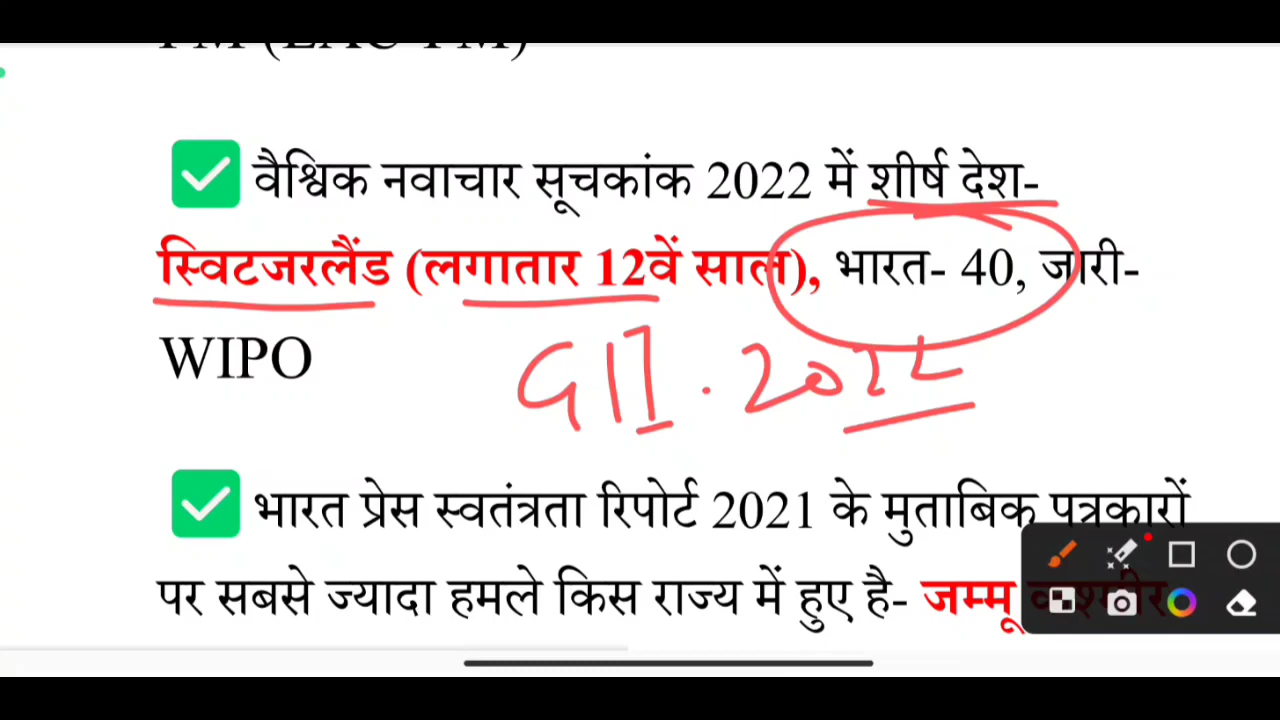 ✅ वैश्विक नवाचार सूचकांक 2022 में शीर्ष देश-
स्विटजरलैंड (लगातार 12वें साल), भारत- 40, जारी-
WIPO
GII. 2022
✅ भारत प्रेस स्वतंत्रता रिपोर्ट 2021 के मुताबिक पत्रकारों
पर सबसे ज्यादा हमले किस राज्य में हुए है- जम्मू